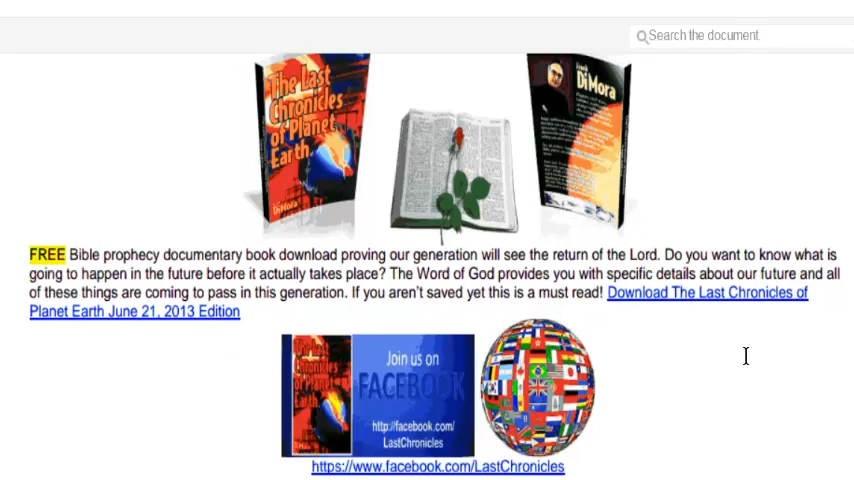 Search the document
The Last
Chronicles
of Planet
Earth
DiMora
Frank
DiMora
FREE Bible prophecy documentary book download proving our generation will see the return of the Lord. Do you want to know what is
going to happen in the future before it actually takes place? The Word of God provides you with specific details about our future and all
of these things are coming to pass in this generation. If you aren't saved yet this is a must read! Download The Last Chronicles of
Planet Earth June 21, 2013 Edition
The Last
Chronicles
of Planet
Earth
Join us on
FACEBOOK
http://facebook.com/
LastChronicles
https://www.facebook.com/LastChronicles